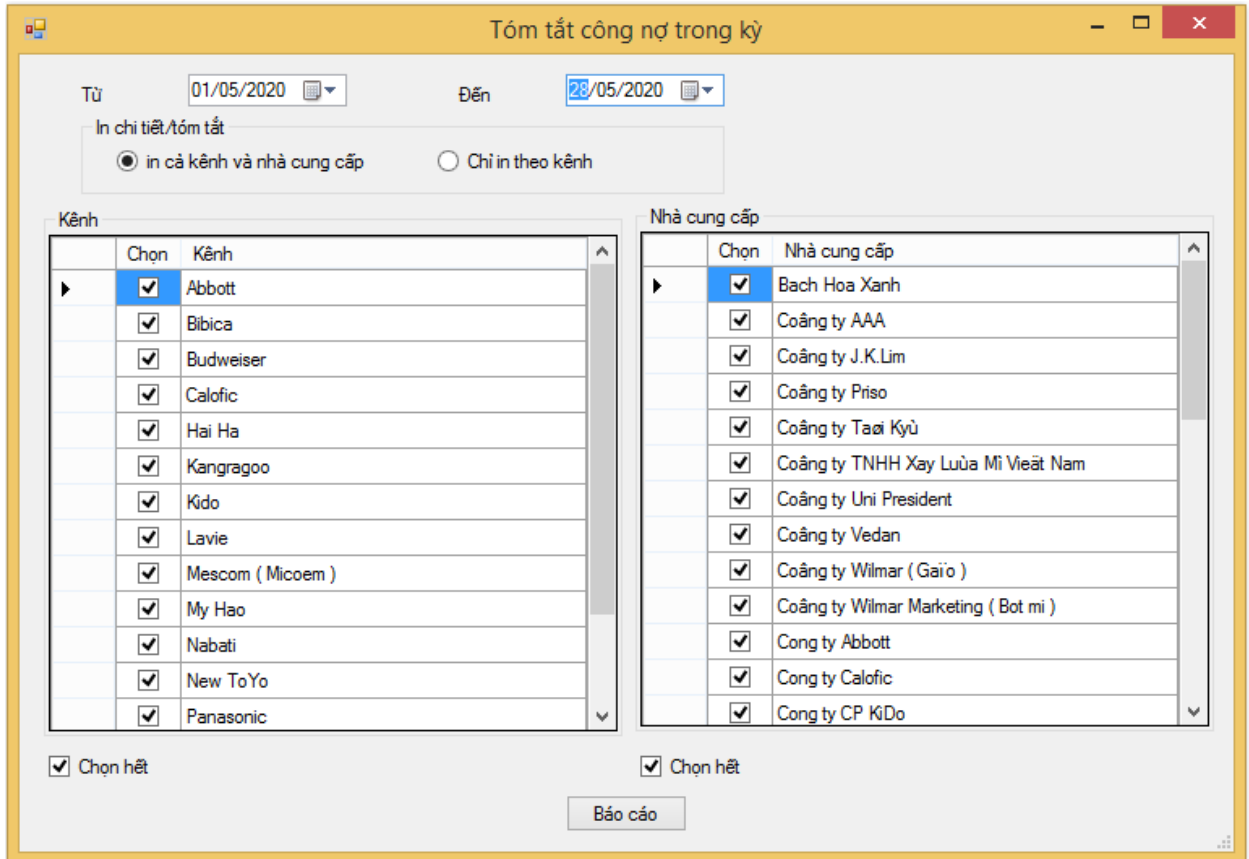 Tóm tắt công nợ trong kỳ
Từ 01/05/2020 Đến 28/05/2020
In chi tiết/tóm tắt
in cả kênh và nhà cung cấp Chỉ in theo kênh
Kênh
Chọn Kênh
Abbott
Bibica
Budweiser
Calofic
Hai Ha
Kangragoo
Kido
Lavie
Mescom ( Micoem )
My Hao
Nabati
New ToYo
Panasonic
Chọn hết
Nhà cung cấp
Chọn Nhà cung cấp
Bach Hoa Xanh
Coâng ty AAA
Coâng ty J.K.Lim
Coâng ty Priso
Coâng ty Taøi Kyù
Coâng ty TNHH Xay Luùa Mì Vieät Nam
Coâng ty Uni President
Coâng ty Vedan
Coâng ty Wilmar ( Gaïo )
Coâng ty Wilmar Marketing ( Bot mi )
Cong ty Abbott
Cong ty Calofic
Cong ty CP KiDo
Chọn hết
Báo cáo